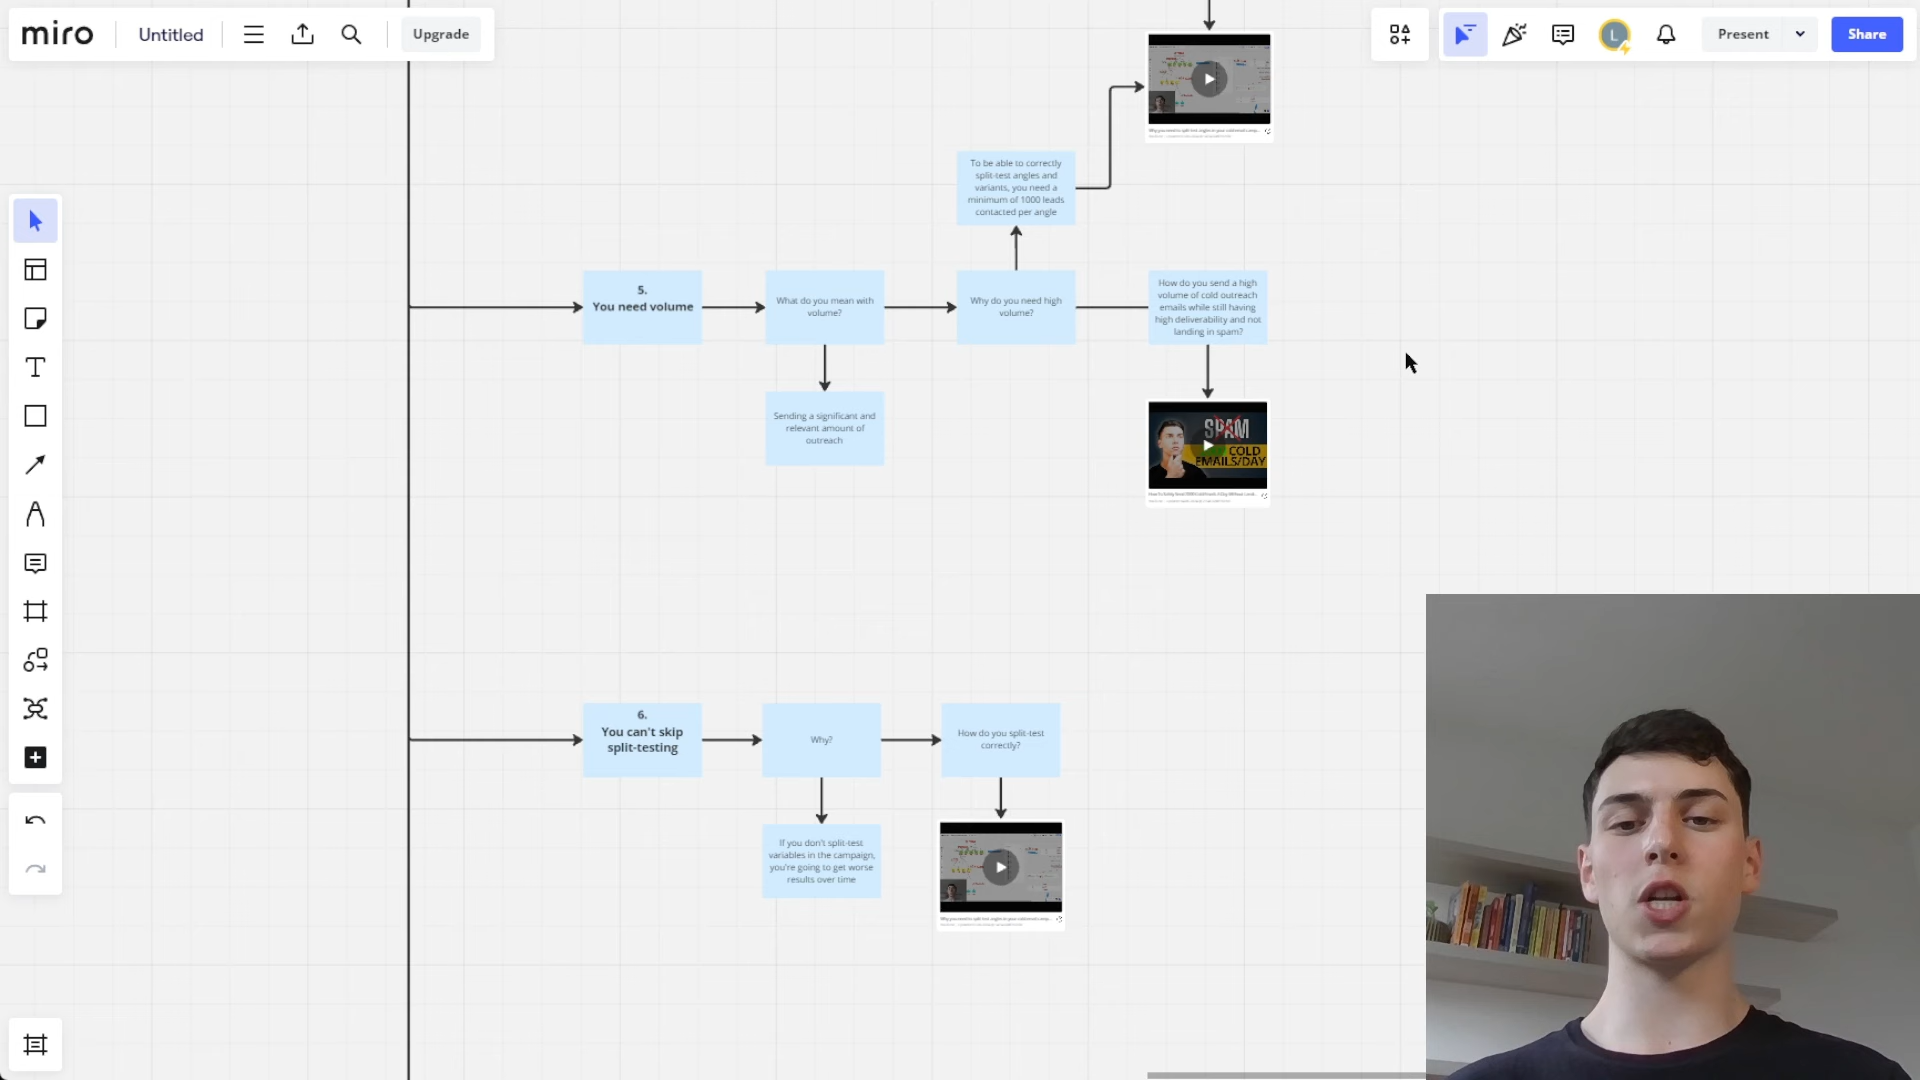 miro
Untitled
Upgrade
L
Present
Share
To be able to correctly
split-test angles and
variants, you need a
minimum of 1000 leads
contacted per angle
5.
You need volume
What do you mean with
volume?
Why do you need high
volume?
How do you send a high
volume of cold outreach
emails while still having
high deliverability and not
landing in spam?
Sending a significant and
relevant amount of
outreach
SPAM
COLD
EMAILS/DAY
6.
You can't skip
split-testing
Why?
How do you split-test
correctly?
If you don't split-test
variables in the campaign,
you're going to get worse
results over time